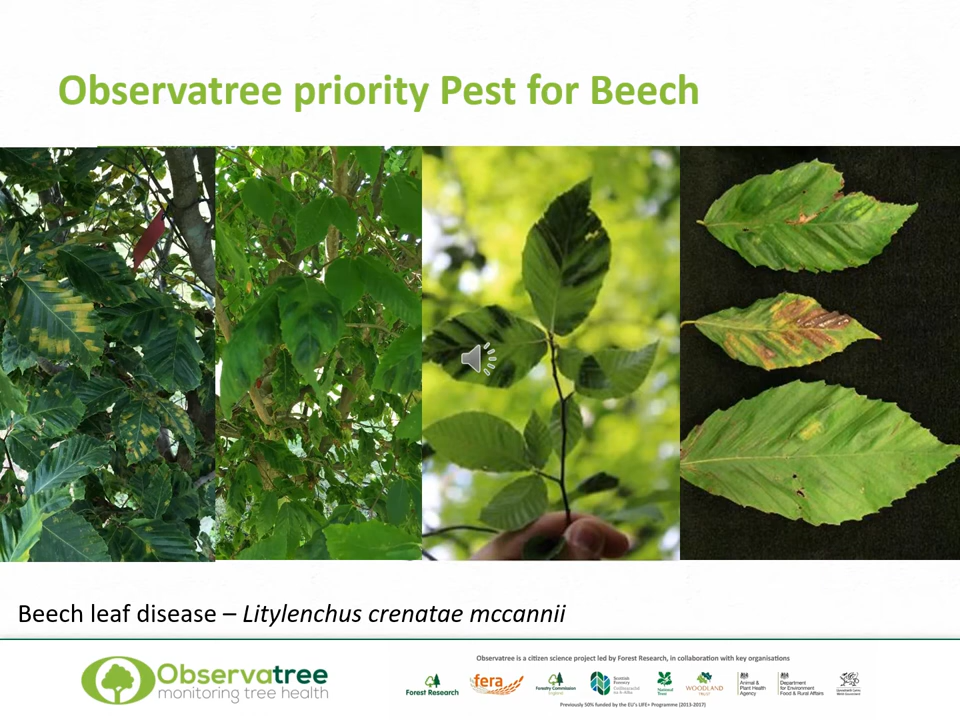 Observatree priority Pest for Beech
Beech leaf disease – Litylenchus crenatae mccannii
Observatree
monitoring tree health
Observatree is a citizen science project led by Forest Research, in collaboration with key organisations
Forest Research
fera
Forestry Commission
England
Scottish
Forestry
National
Trust
WOODLAND
TRUST
Animal &
Plant Health
Agency
Department
for Environment
Food & Rural Affairs
Previously 50% funded by the EU's LIFE+ Programme (2013-2017)